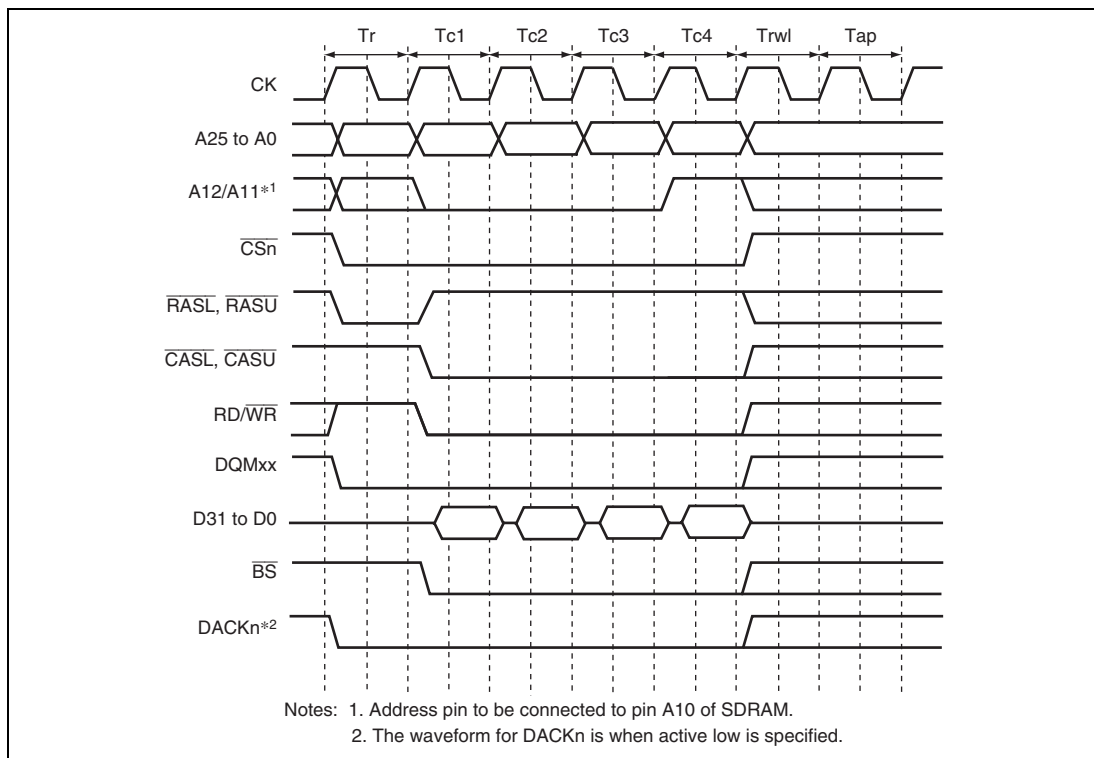 Tr Tc1 Tc2 Tc3 Tc4 Trwl Tap
CK
A25 to A0
A12/A11*1
CSn
RASL, RASU
CASL, CASU
RD/WR
DQMxx
D31 to D0
BS
DACKn*2
Notes: 1. Address pin to be connected to pin A10 of SDRAM.
2. The waveform for DACKn is when active low is specified.